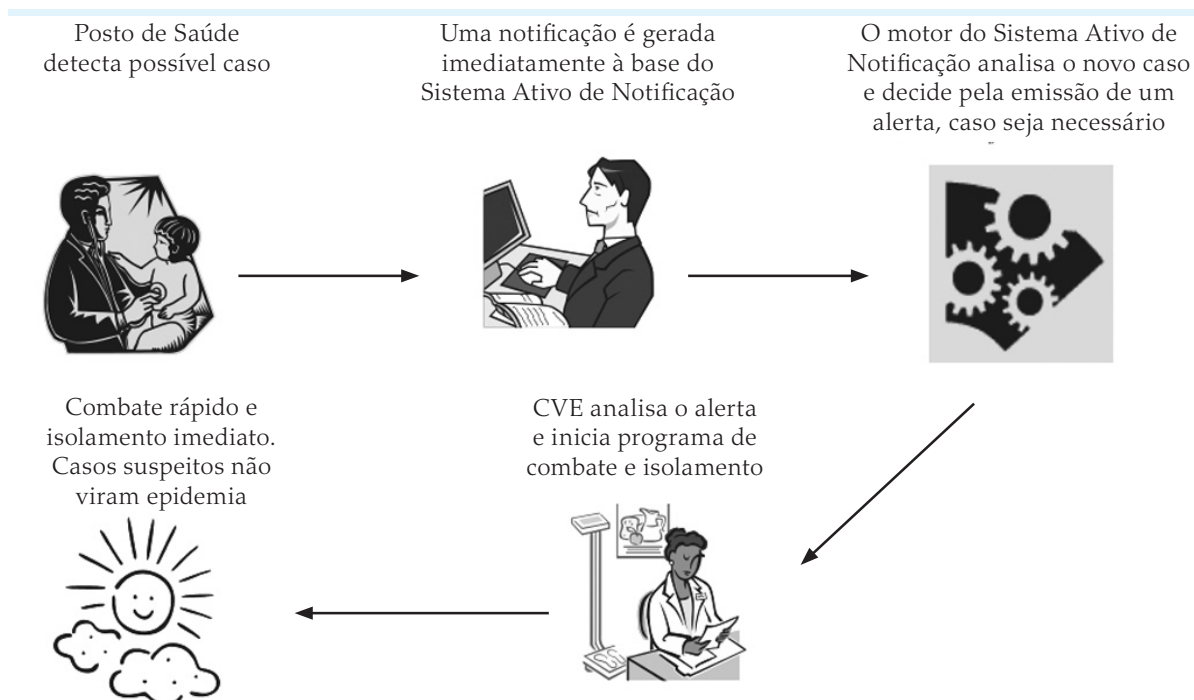 Posto de Saúde
detecta possível caso
Uma notificação é gerada
imediatamente à base do
Sistema Ativo de Notificação
O motor do Sistema Ativo de
Notificação analisa o novo caso
e decide pela emissão de um
alerta, caso seja necessário
CVE analisa o alerta
e inicia programa de
combate e isolamento
Combate rápido e
isolamento imediato.
Casos suspeitos não
viram epidemia